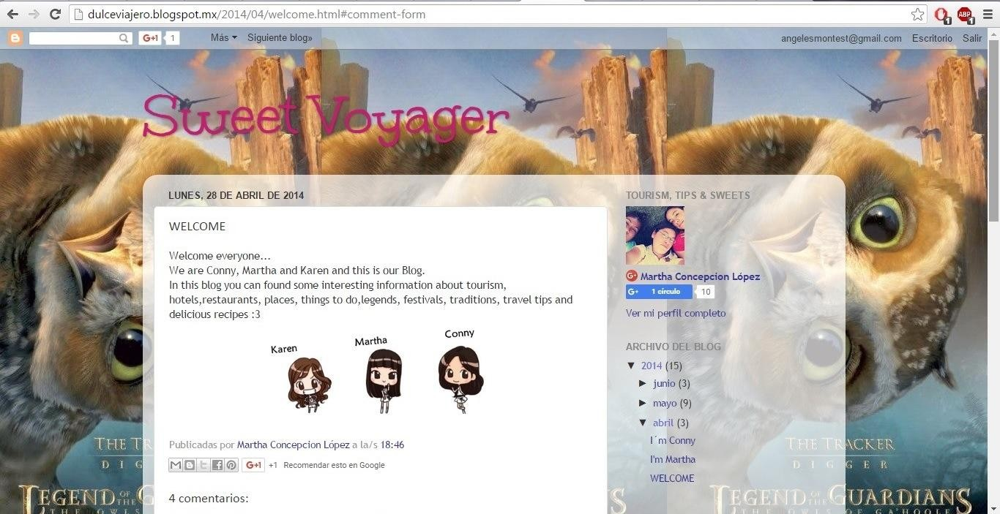 dulceviajero.blogspot.mx/2014/04/welcome.html#comment-form
ABP
1
1
G+1
1
Más
Siguiente blog»
angelesmontest@gmail.com
Escritorio
Salir
Sweet Voyager
LUNES, 28 DE ABRIL DE 2014
WELCOME
Welcome everyone...
We are Conny, Martha and Karen and this is our Blog.
In this blog you can found some interesting information about tourism,
hotels,restaurants, places, things to do,legends, festivals, traditions, travel tips and
delicious recipes :3
Karen
Martha
Conny
Publicadas por Martha Concepcion López a la/s 18:46
G+1 +1 Recomendar esto en Google
4 comentarios:
TOURISM, TIPS & SWEETS
Martha Concepcion López
G+ 1 círculo 10
Ver mi perfil completo
ARCHIVO DEL BLOG
▼ 2014 (15)
► junio (3)
► mayo (9)
▼ abril (3)
I´m Conny
I'm Martha
WELCOME
THE TR
DIG
LEGEND OF THE G
THE OWLS
S
THE TRACKER
DIGGER
LEGEND OF THE GUARDIANS
THE OWLS OF GA'HOOLE